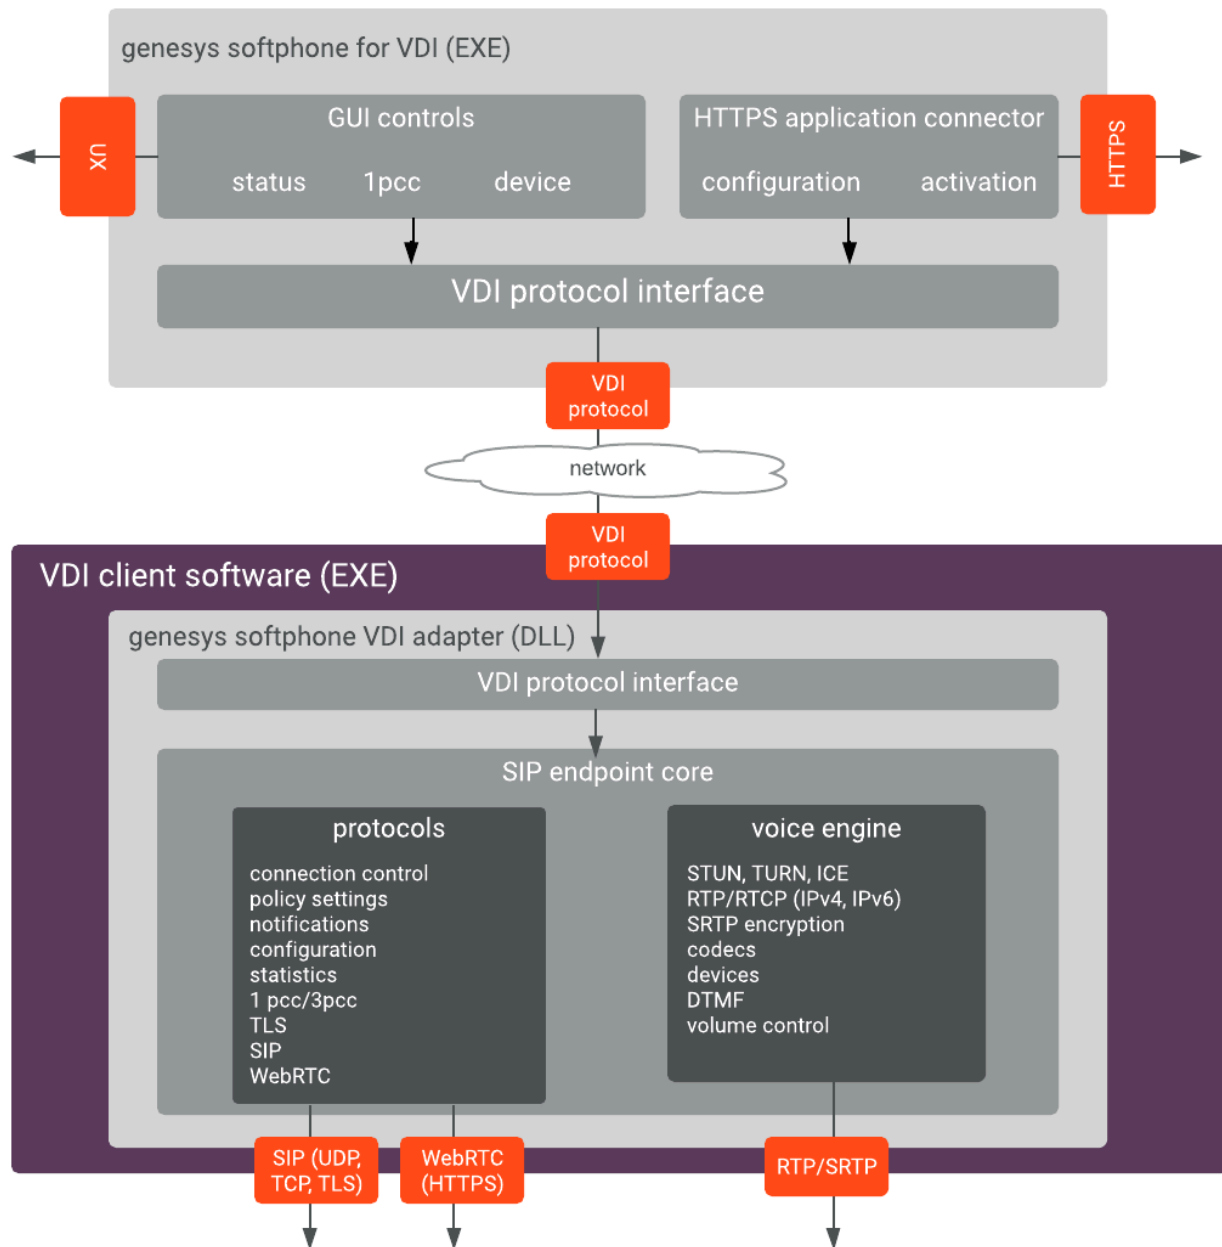 genesys softphone for VDI (EXE)
GUI controls
status 1pcc device
HTTPS application connector
configuration activation
UX
HTTPS
VDI protocol interface
VDI
protocol
network
VDI
protocol
VDI client software (EXE)
genesys softphone VDI adapter (DLL)
VDI protocol interface
SIP endpoint core
protocols
connection control
policy settings
notifications
configuration
statistics
1 pcc/3pcc
TLS
SIP
WebRTC
voice engine
STUN, TURN, ICE
RTP/RTCP (IPv4, IPv6)
SRTP encryption
codecs
devices
DTMF
volume control
SIP (UDP,
TCP, TLS)
WebRTC
(HTTPS)
RTP/SRTP